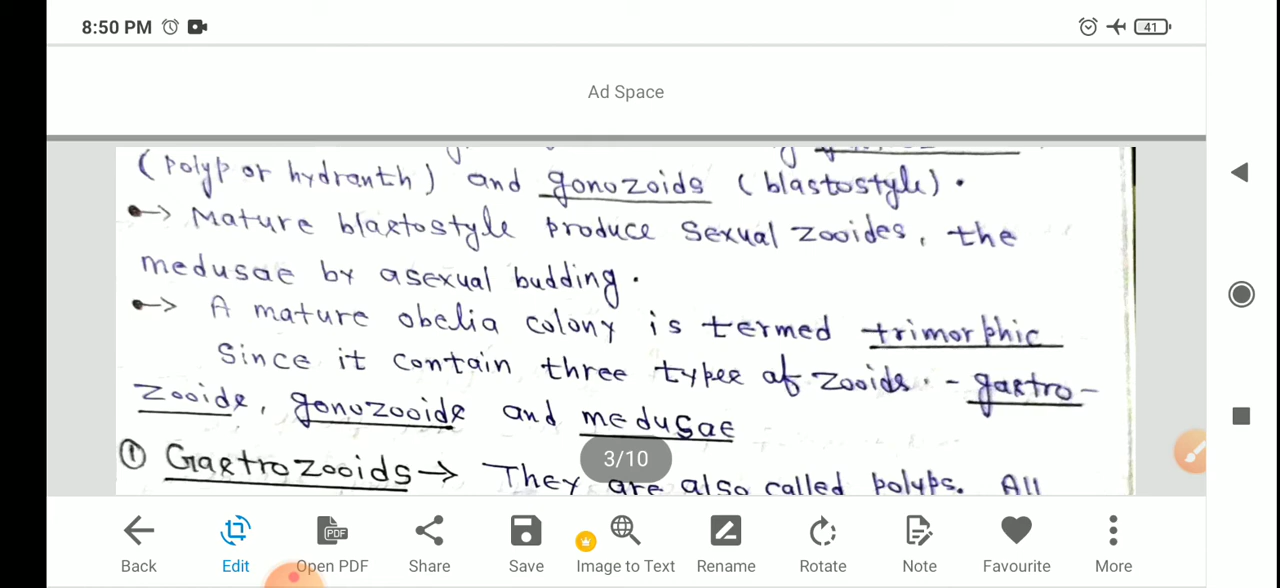 8:50 PM
41
Ad Space
(polyp or hydranth) and gonozoids (blastostyle).
→ Mature blastostyle produce sexual zooides, the
medusae by asexual budding.
→ A mature obelia colony is termed trimorphic
Since it contain three types of zooids. - gastro-
zooids, gonozooids and medusae
① Gastrozooids → They are also called polyps. All
3/10
Back
Edit
Open PDF
Share
Save
Image to Text
Rename
Rotate
Note
Favourite
More